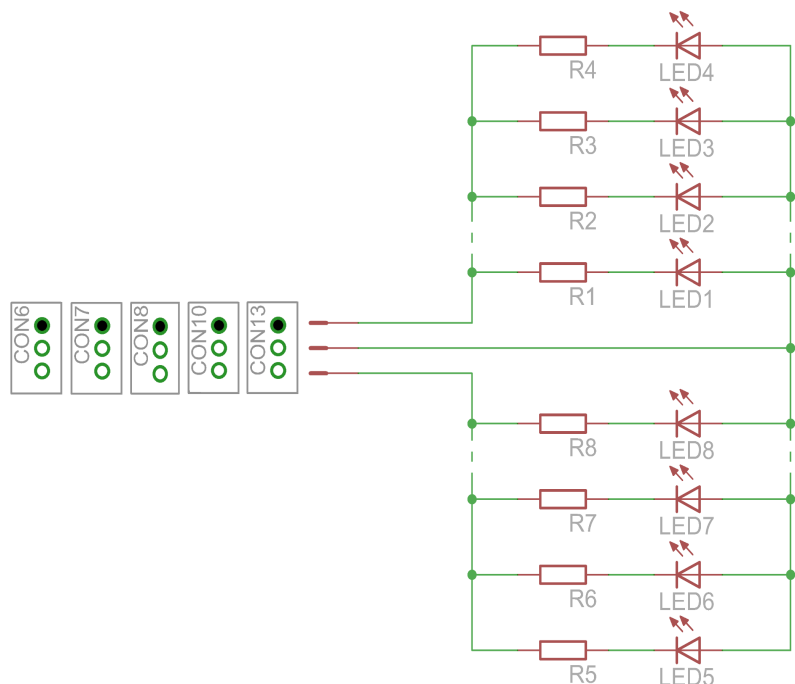 R4 LED4
R3 LED3
R2 LED2
R1 LED1
CON6 CON7 CON8 CON10 CON13
R8 LED8
R7 LED7
R6 LED6
R5 LED5